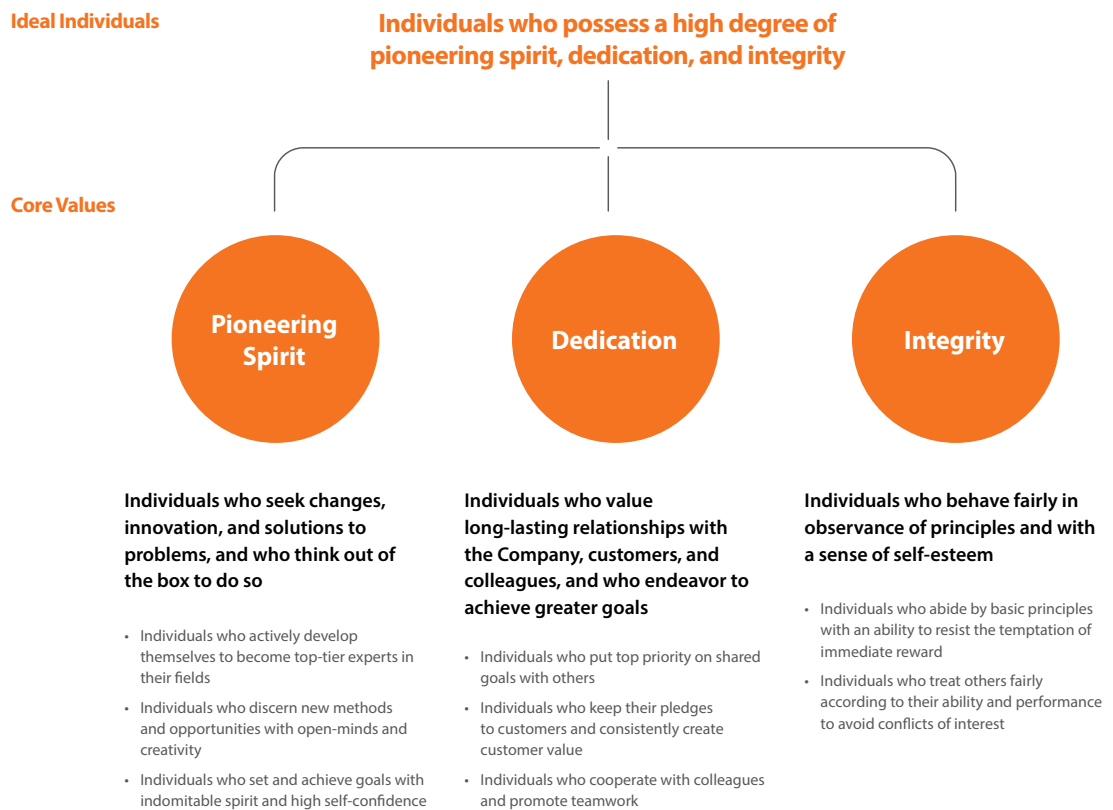 Ideal Individuals
Individuals who possess a high degree of
pioneering spirit, dedication, and integrity
Core Values
Pioneering
Spirit
Dedication
Integrity
Individuals who seek changes,
innovation, and solutions to
problems, and who think out of
the box to do so
• Individuals who actively develop
themselves to become top-tier experts in
their fields
• Individuals who discern new methods
and opportunities with open-minds and
creativity
• Individuals who set and achieve goals with
indomitable spirit and high self-confidence
Individuals who value
long-lasting relationships with
the Company, customers, and
colleagues, and who endeavor to
achieve greater goals
• Individuals who put top priority on shared
goals with others
• Individuals who keep their pledges
to customers and consistently create
customer value
• Individuals who cooperate with colleagues
and promote teamwork
Individuals who behave fairly in
observance of principles and with
a sense of self-esteem
• Individuals who abide by basic principles
with an ability to resist the temptation of
immediate reward
• Individuals who treat others fairly
according to their ability and performance
to avoid conflicts of interest